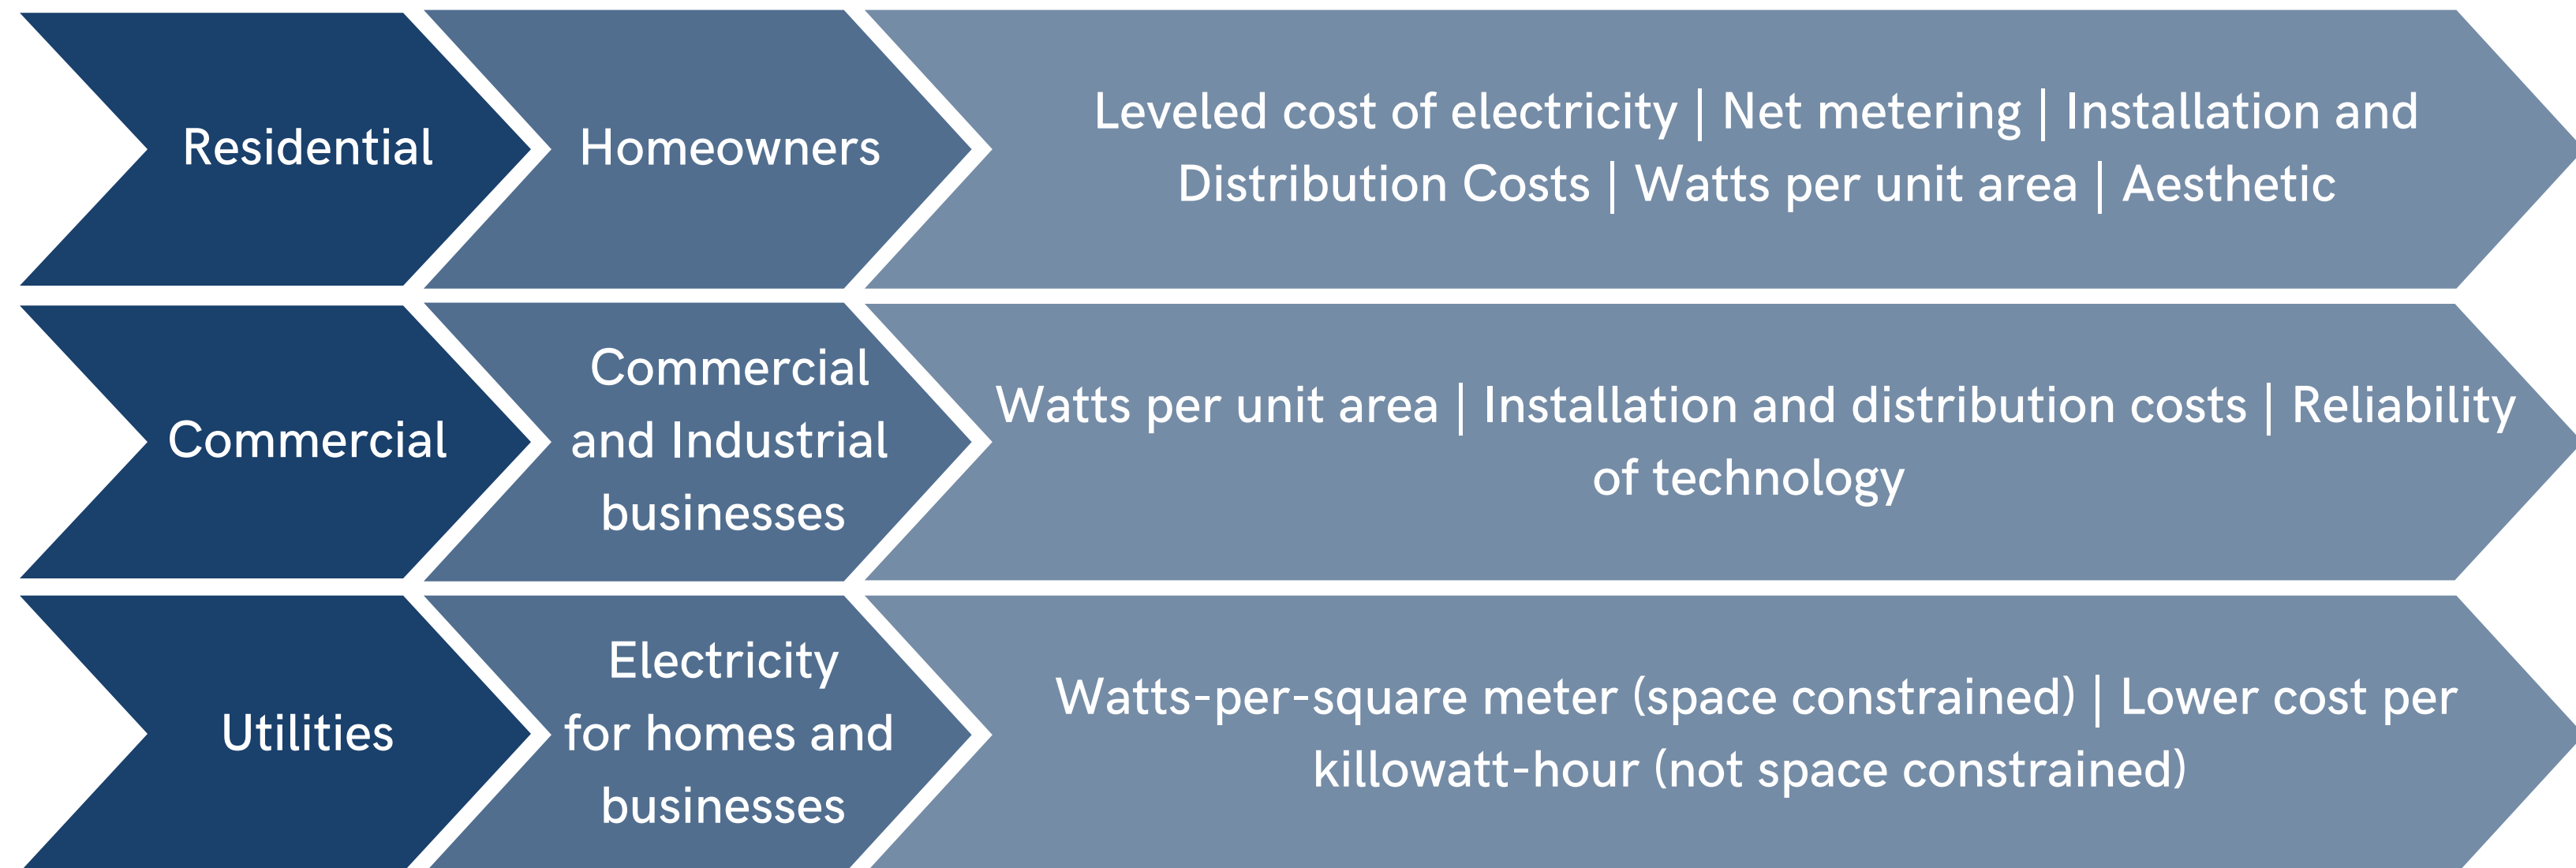 Residential
Homeowners
Leveled cost of electricity | Net metering | Installation and
Distribution Costs | Watts per unit area | Aesthetic
Commercial
Commercial
and Industrial
businesses
Watts per unit area | Installation and distribution costs | Reliability
of technology
Utilities
Electricity
for homes and
businesses
Watts-per-square meter (space constrained) | Lower cost per
killowatt-hour (not space constrained)